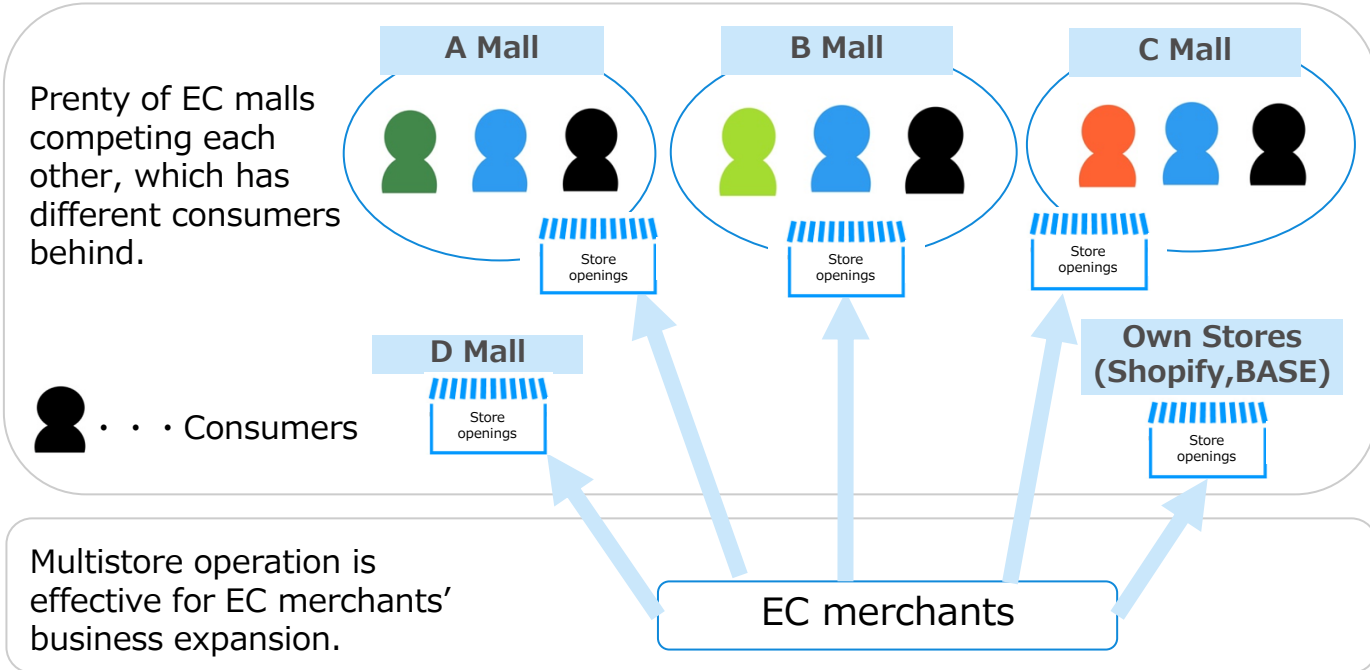 A Mall
B Mall
C Mall
Prenty of EC malls
competing each
other, which has
different consumers
behind.
Store
openings
Store
openings
Store
openings
D Mall
Store
openings
Own Stores
(Shopify,BASE)
Store
openings
・・・Consumers
Multistore operation is
effective for EC merchants’
business expansion.
EC merchants